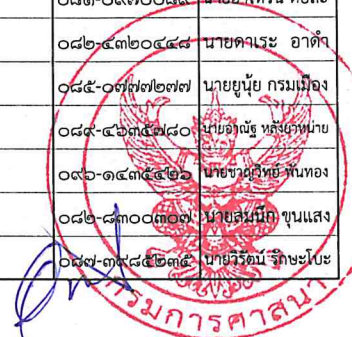 ๐๘๒-๔๓๒๐๔๔๘ นายดาเระ อาดำ
๐๘๕-๐๗๗๗๒๗๗ นายยูนุ้ย กรมเมือง
๐๘๙-๔๖๓๕๗๘๐ นายอาณัฐ หลังยาหน่าย
๐๙๖-๑๔๓๕๔๒๖ นายชาญวิทย์ พันทอง
๐๘๒-๘๓๐๐๓๐๗ นายสมนึก ขุนแสง
๐๘๗-๓๙๘๕๒๓๕ นายวิรัตน์ รักษะโบะ
กรมการศาสนา